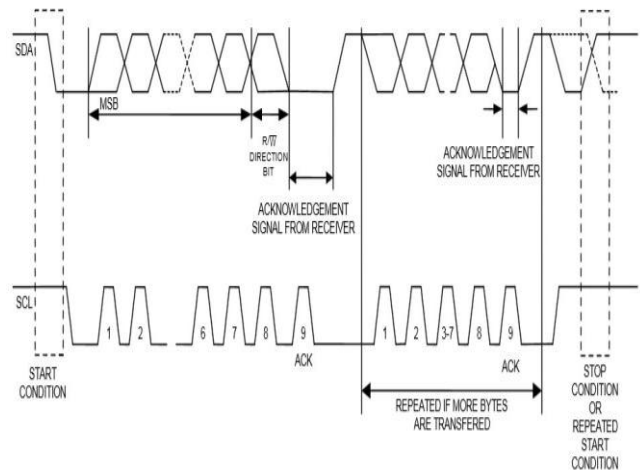 SDA
MSB
R/W̅
DIRECTION
BIT
ACKNOWLEDGEMENT
SIGNAL FROM RECEIVER
ACKNOWLEDGEMENT
SIGNAL FROM RECEIVER
SCL
1 2 6 7 8 9 1 2 3-7 8 9
ACK ACK
START
CONDITION
REPEATED IF MORE BYTES
ARE TRANSFERED
STOP
CONDITION
OR
REPEATED
START
CONDITION